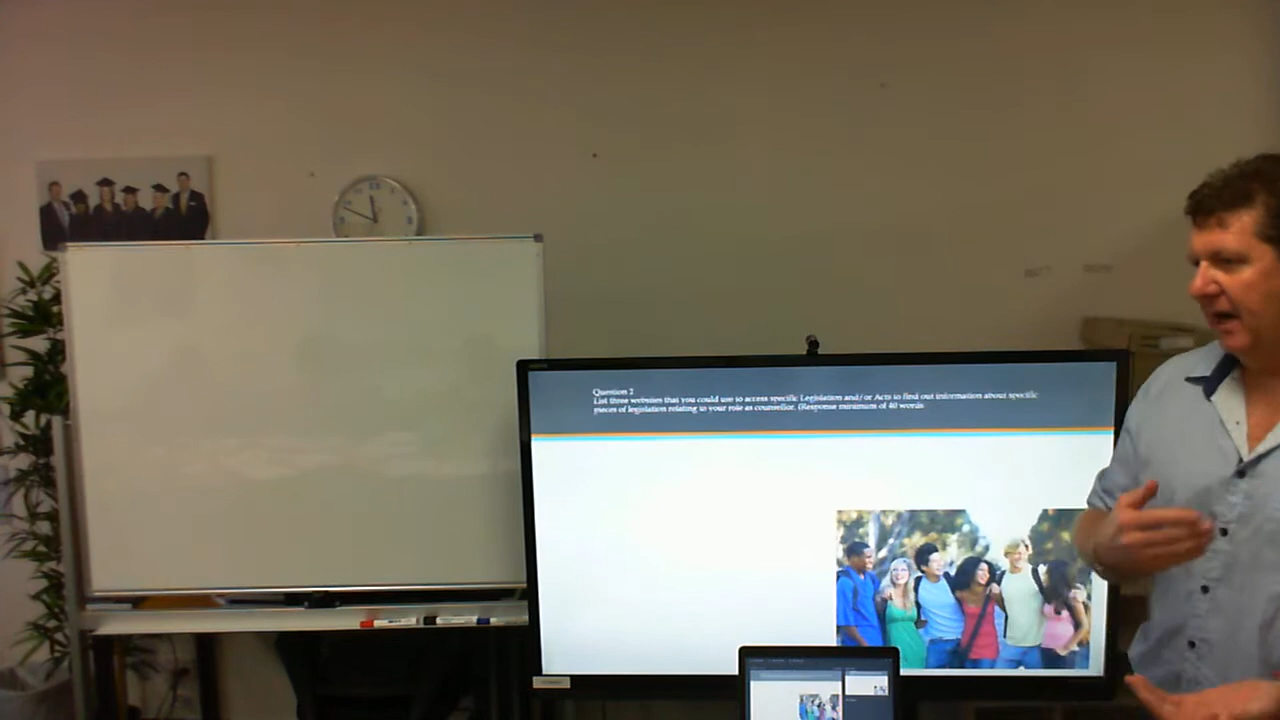 Question 2
List three websites that you could use to access specific Legislation and/ or Acts to find out information about specific
pieces of legislation relating to your role as counsellor. (Response minimum of 40 words